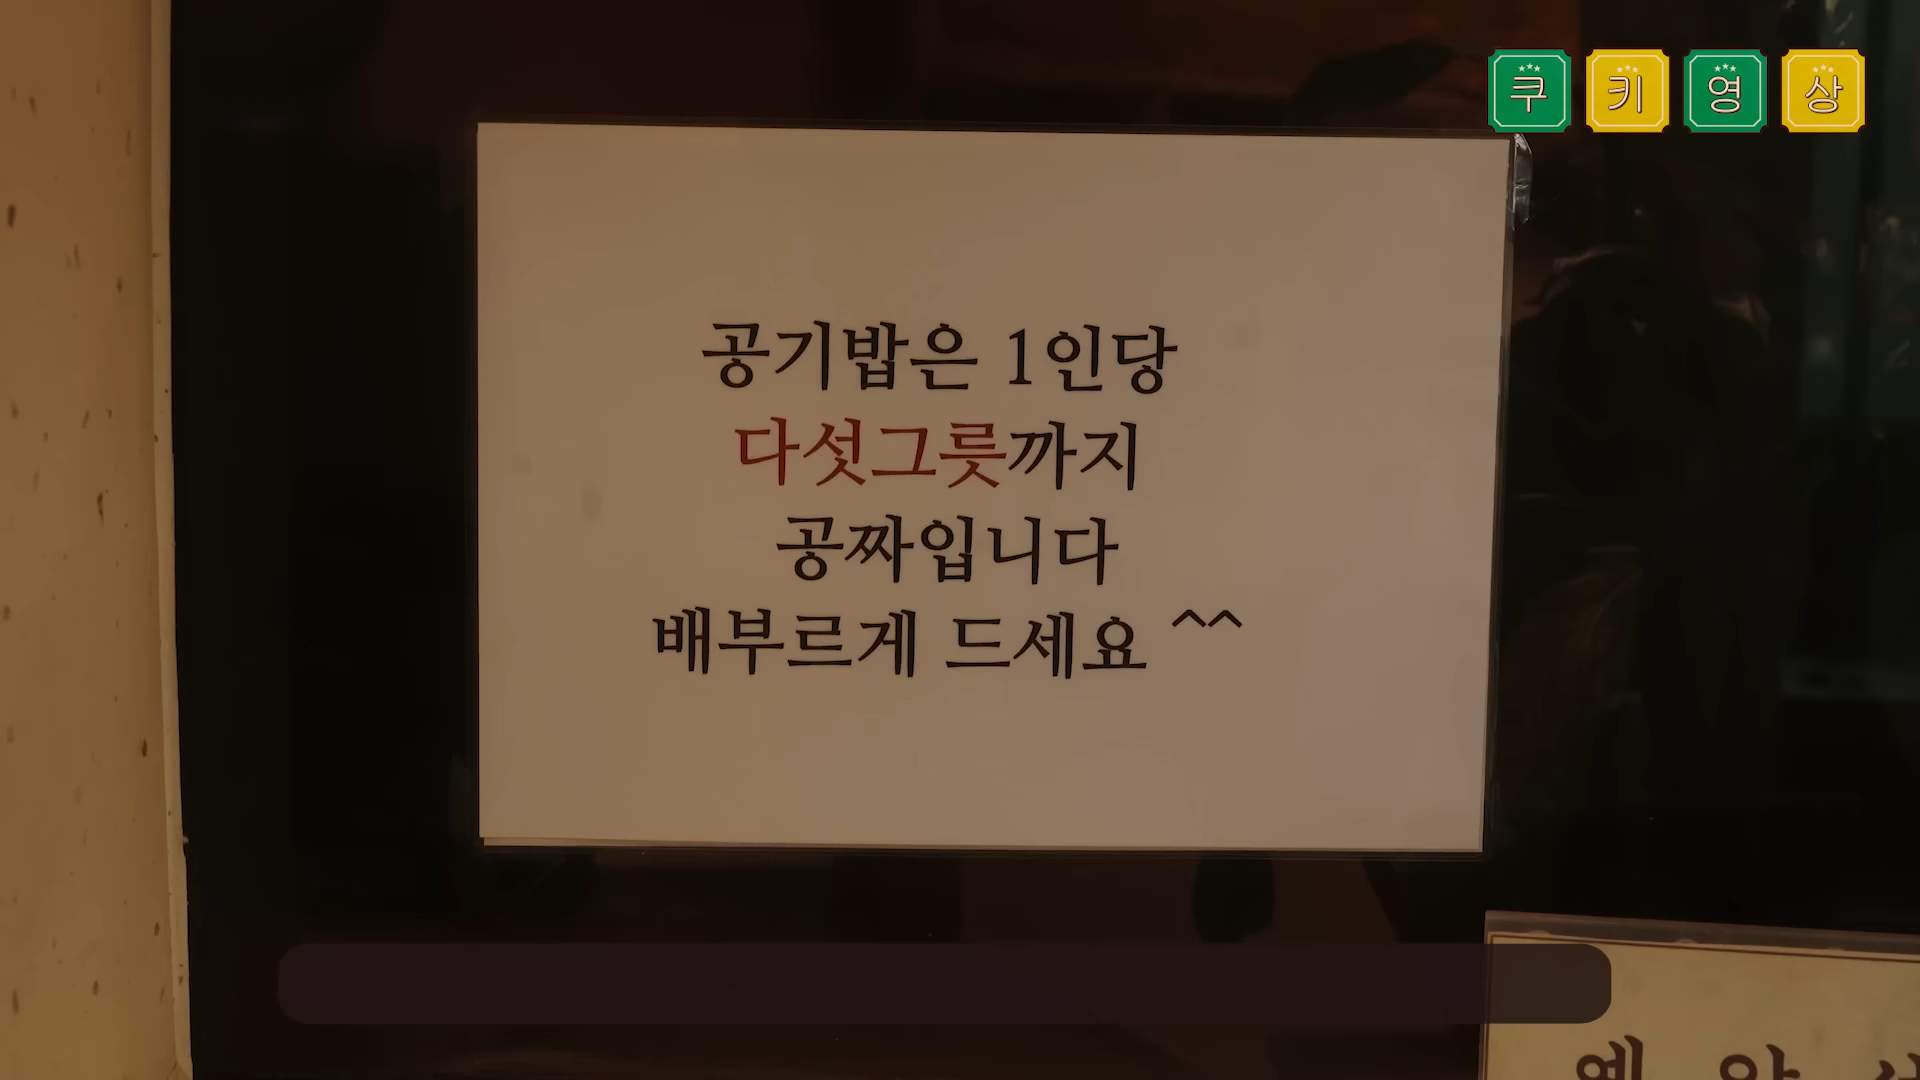 쿠키영상
공기밥은 1인당
다섯그릇까지
공짜입니다
배부르게 드세요 ^^